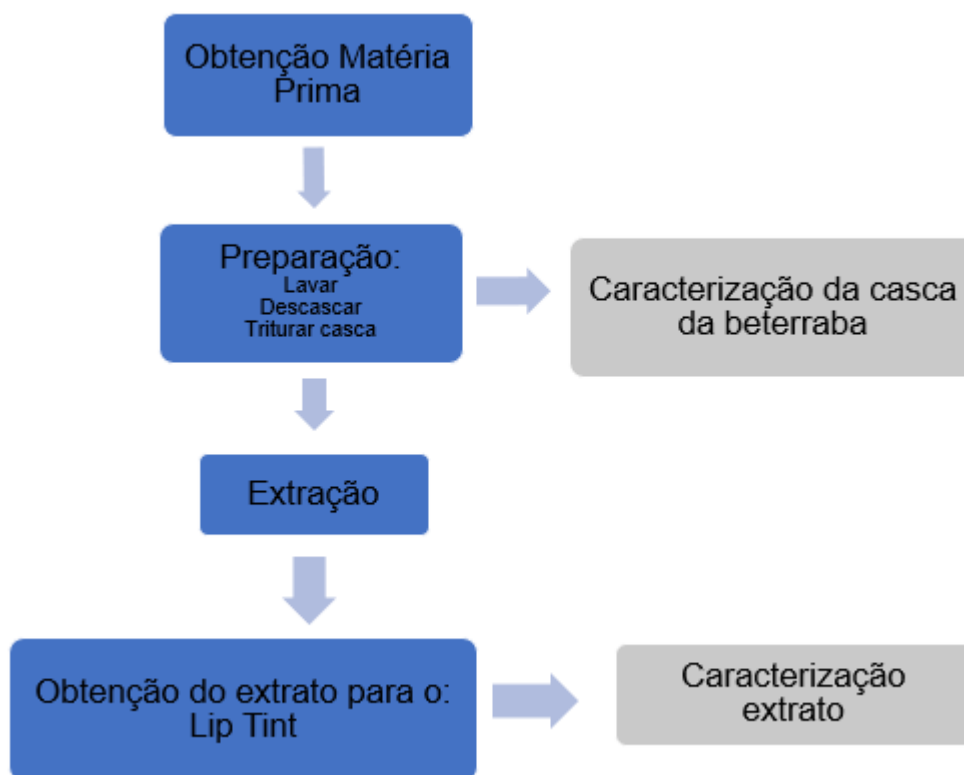 Obtenção Matéria
Prima
Preparação:
Lavar
Descascar
Triturar casca
Caracterização da casca
da beterraba
Extração
Obtenção do extrato para o:
Lip Tint
Caracterização
extrato